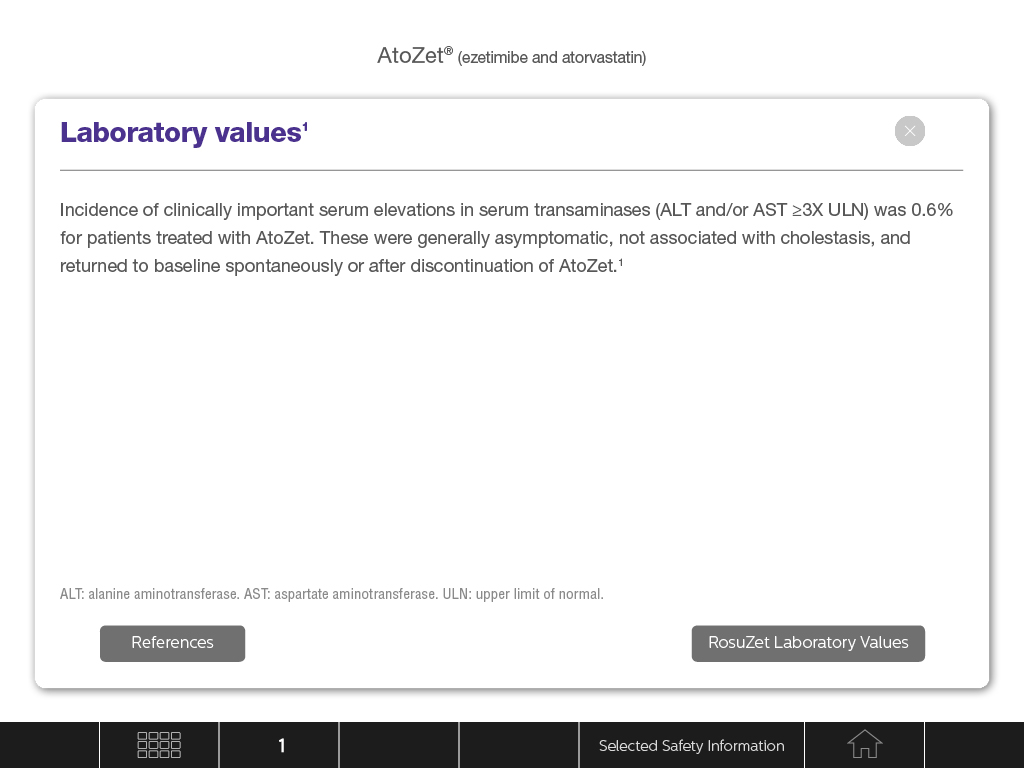 AtoZet® (ezetimibe and atorvastatin)
Laboratory values¹
Incidence of clinically important serum elevations in serum transaminases (ALT and/or AST ≥3X ULN) was 0.6%
for patients treated with AtoZet. These were generally asymptomatic, not associated with cholestasis, and
returned to baseline spontaneously or after discontinuation of AtoZet.¹
ALT: alanine aminotransferase. AST: aspartate aminotransferase. ULN: upper limit of normal.
References
RosuZet Laboratory Values
1
Selected Safety Information